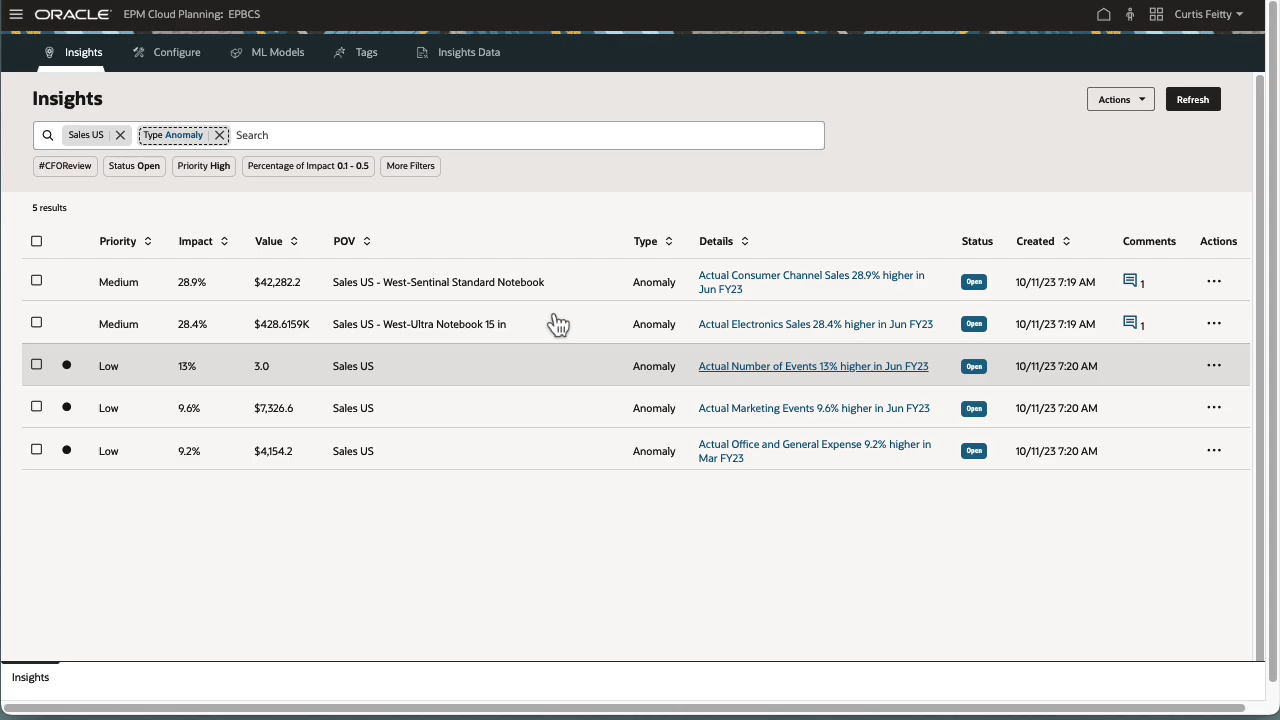 ORACLE EPM Cloud Planning: EPBCS Curtis Feitty
Insights Configure ML Models Tags Insights Data
Insights Actions Refresh
Sales US Type Anomaly Search
#CFOReview Status Open Priority High Percentage of Impact 0.1 - 0.5 More Filters
5 results
Priority Impact Value POV Type Details Status Created Comments Actions
Medium 28.9% $42,282.2 Sales US - West-Sentinal Standard Notebook Anomaly Actual Consumer Channel Sales 28.9% higher in Open 10/11/23 7:19 AM 1
Jun FY23
Medium 28.4% $428.6159K Sales US - West-Ultra Notebook 15 in Anomaly Actual Electronics Sales 28.4% higher in Jun FY23 Open 10/11/23 7:19 AM 1
Low 13% 3.0 Sales US Anomaly Actual Number of Events 13% higher in Jun FY23 Open 10/11/23 7:20 AM
Low 9.6% $7,326.6 Sales US Anomaly Actual Marketing Events 9.6% higher in Jun FY23 Open 10/11/23 7:20 AM
Low 9.2% $4,154.2 Sales US Anomaly Actual Office and General Expense 9.2% higher in Open 10/11/23 7:20 AM
Mar FY23
Insights